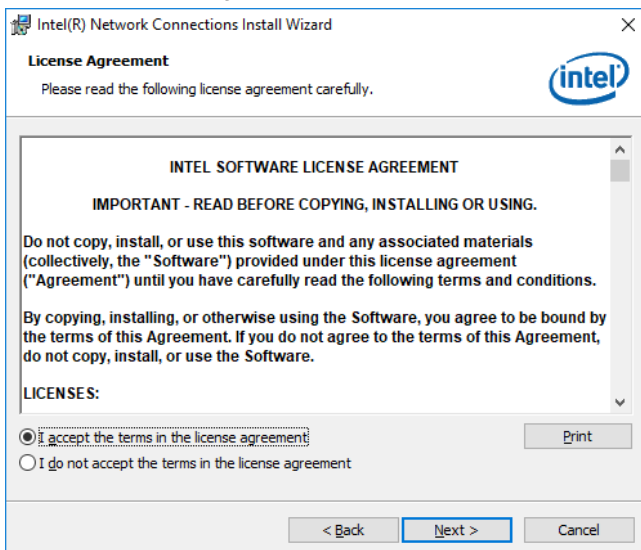 Intel(R) Network Connections Install Wizard
License Agreement
Please read the following license agreement carefully.
intel
INTEL SOFTWARE LICENSE AGREEMENT
IMPORTANT - READ BEFORE COPYING, INSTALLING OR USING.
Do not copy, install, or use this software and any associated materials
(collectively, the "Software") provided under this license agreement
("Agreement") until you have carefully read the following terms and conditions.
By copying, installing, or otherwise using the Software, you agree to be bound by
the terms of this Agreement. If you do not agree to the terms of this Agreement,
do not copy, install, or use the Software.
LICENSES:
I accept the terms in the license agreement
Print
I do not accept the terms in the license agreement
< Back
Next >
Cancel